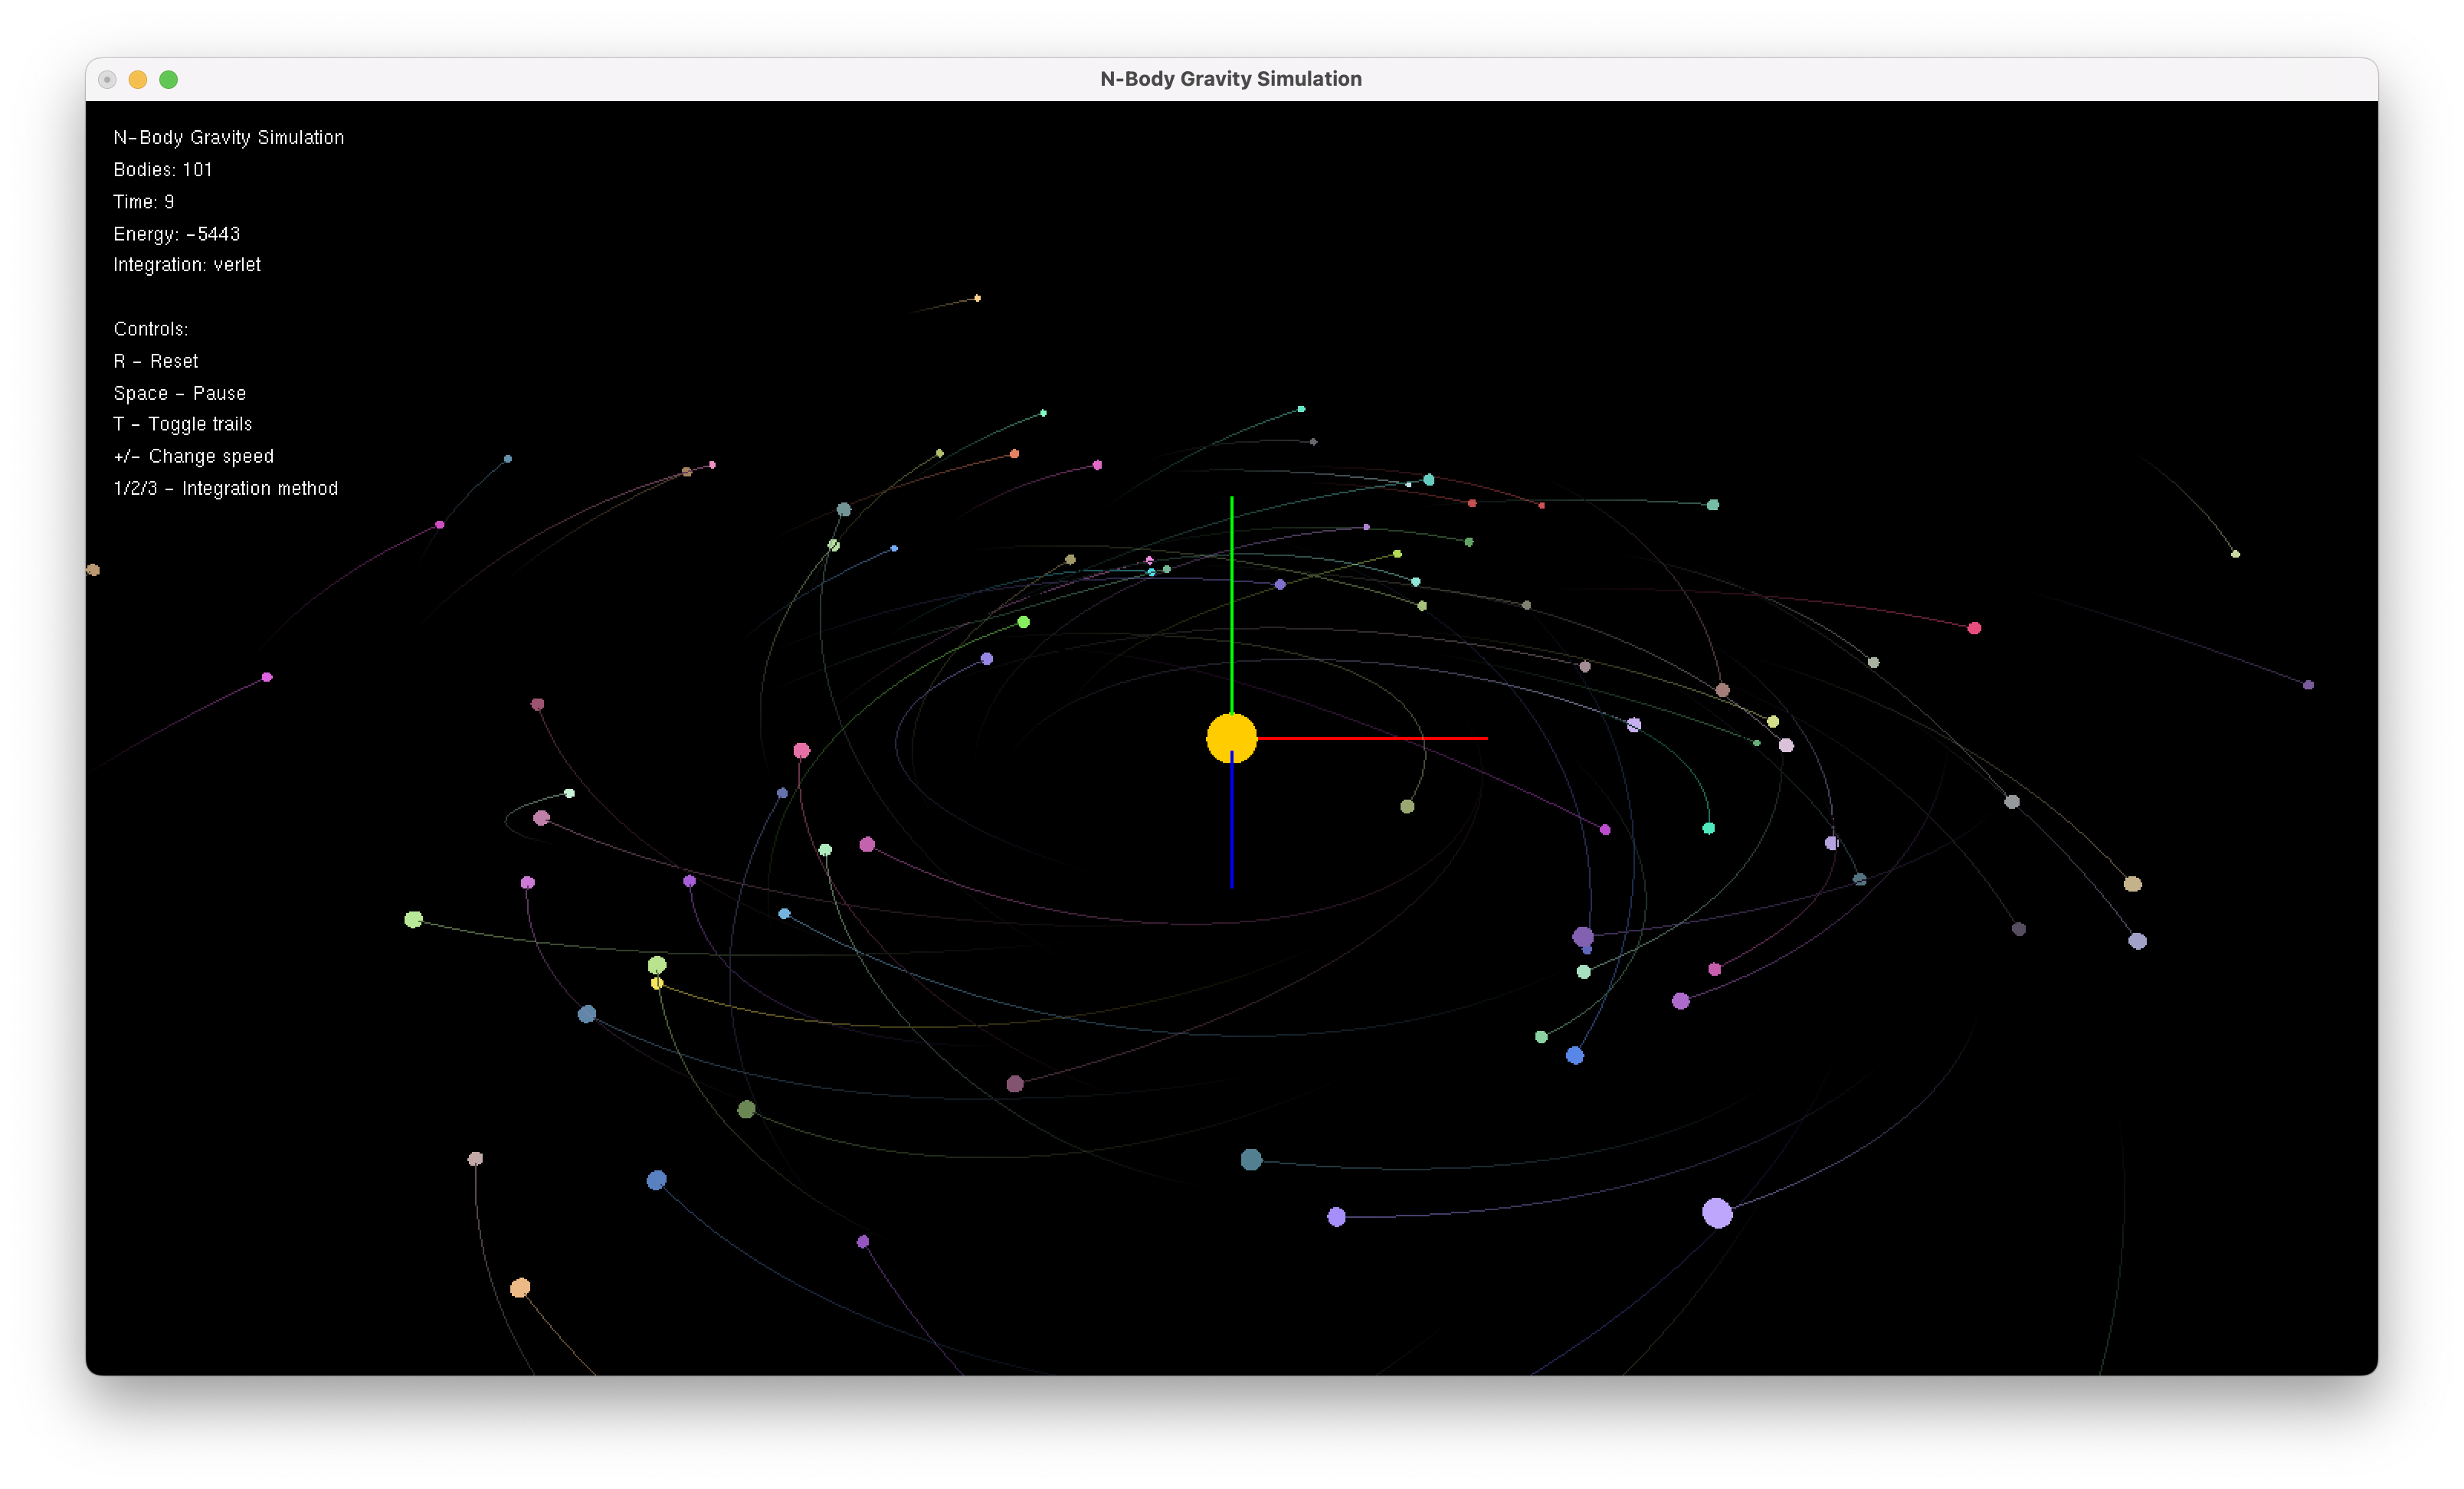 N-Body Gravity Simulation
N-Body Gravity Simulation
Bodies: 101
Time: 9
Energy: -5443
Integration: verlet
Controls:
R - Reset
Space - Pause
T - Toggle trails
+/- Change speed
1/2/3 - Integration method